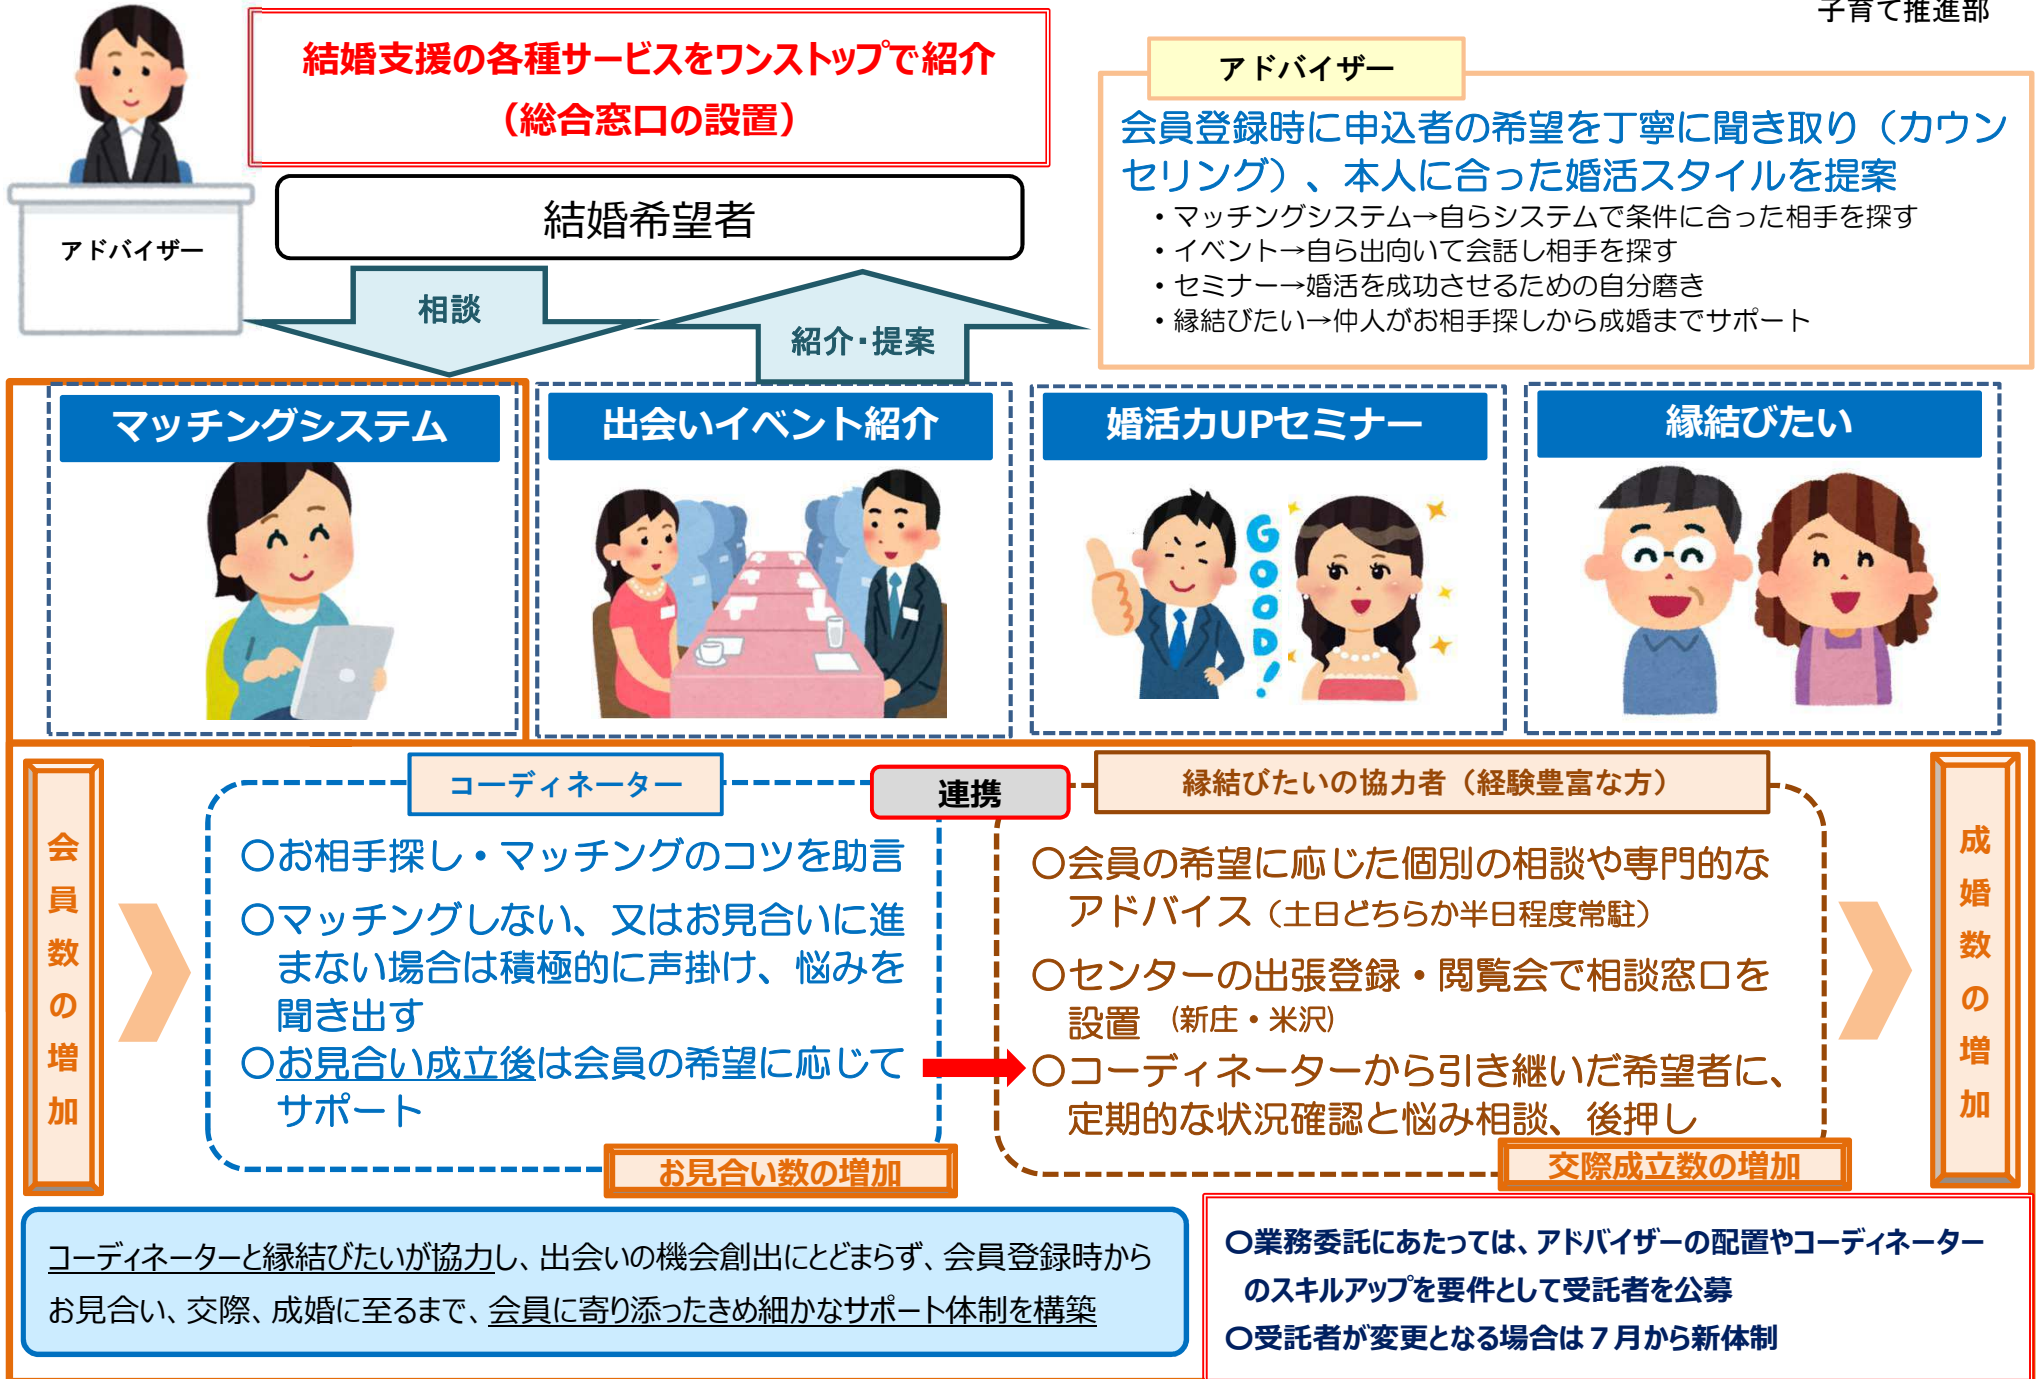 子育て推進部
結婚支援の各種サービスをワンストップで紹介
（総合窓口の設置）
アドバイザー
結婚希望者
相談
紹介・提案
アドバイザー
会員登録時に申込者の希望を丁寧に聞き取り（カウン
セリング）、本人に合った婚活スタイルを提案
・マッチングシステム→自らシステムで条件に合った相手を探す
・イベント→自ら出向いて会話し相手を探す
・セミナー→婚活を成功させるための自分磨き
・縁結びたい→仲人がお相手探しから成婚までサポート
マッチングシステム
出会いイベント紹介
婚活力UPセミナー
GOOD!
縁結びたい
会員数の増加
コーディネーター
〇お相手探し・マッチングのコツを助言
〇マッチングしない、又はお見合いに進
まない場合は積極的に声掛け、悩みを
聞き出す
〇お見合い成立後は会員の希望に応じて
サポート
お見合い数の増加
連携
縁結びたいの協力者（経験豊富な方）
〇会員の希望に応じた個別の相談や専門的な
アドバイス（土日どちらか半日程度常駐）
〇センターの出張登録・閲覧会で相談窓口を
設置 （新庄・米沢）
〇コーディネーターから引き継いだ希望者に、
定期的な状況確認と悩み相談、後押し
交際成立数の増加
成婚数の増加
コーディネーターと縁結びたいが協力し、出会いの機会創出にとどまらず、会員登録時から
お見合い、交際、成婚に至るまで、会員に寄り添ったきめ細かなサポート体制を構築
〇業務委託にあたっては、アドバイザーの配置やコーディネーター
のスキルアップを要件として受託者を公募
〇受託者が変更となる場合は７月から新体制